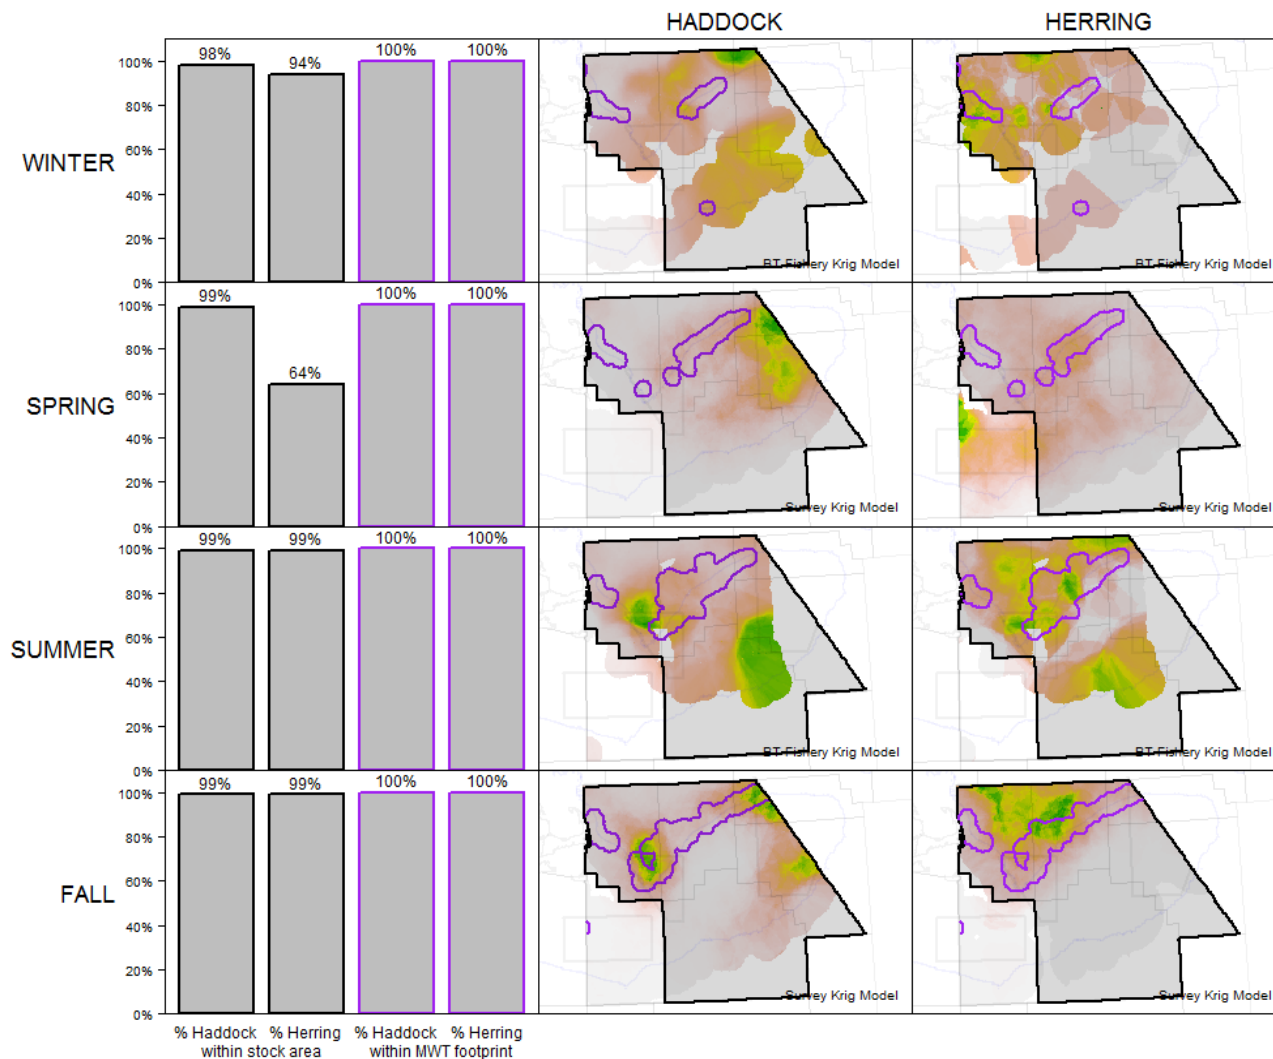 HADDOCK HERRING
WINTER
100%
80%
60%
40%
20%
0%
98% 94% 100% 100%
BT Fishery Krig Model
BT Fishery Krig Model
SPRING
100%
80%
60%
40%
20%
0%
99% 64% 100% 100%
Survey Krig Model
Survey Krig Model
SUMMER
100%
80%
60%
40%
20%
0%
99% 99% 100% 100%
BT Fishery Krig Model
BT Fishery Krig Model
FALL
100%
80%
60%
40%
20%
0%
99% 99% 100% 100%
Survey Krig Model
Survey Krig Model
% Haddock % Herring % Haddock % Herring
within stock area within MWT footprint